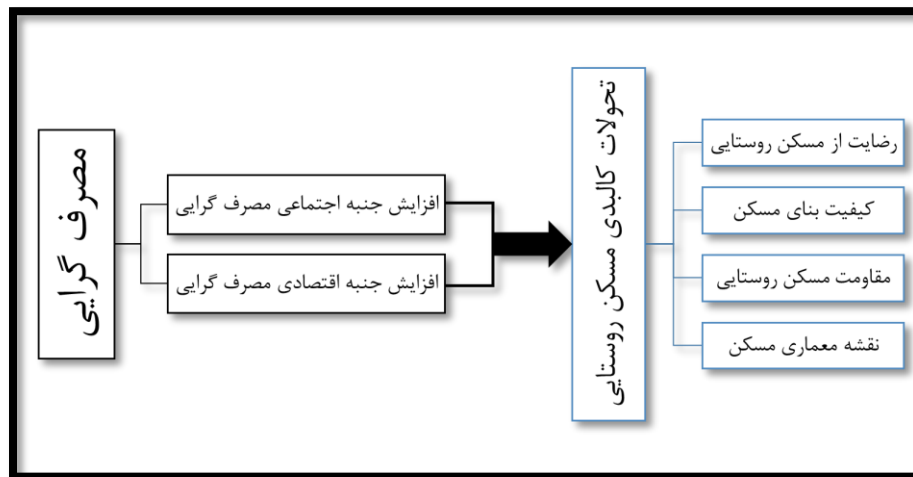 مصرف گرایی
افزایش جنبه اجتماعی مصرف گرایی
افزایش جنبه اقتصادی مصرف گرایی
تحولات کالبدی مسکن روستایی
رضایت از مسکن روستایی
کیفیت بنای مسکن
مقاومت مسکن روستایی
نقشه معماری مسکن